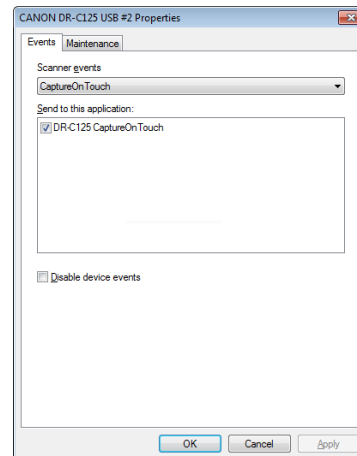 CANON DR-C125 USB #2 Properties
Events Maintenance
Scanner events
CaptureOnTouch
Send to this application:
DR-C125 CaptureOnTouch
Disable device events
OK Cancel Apply